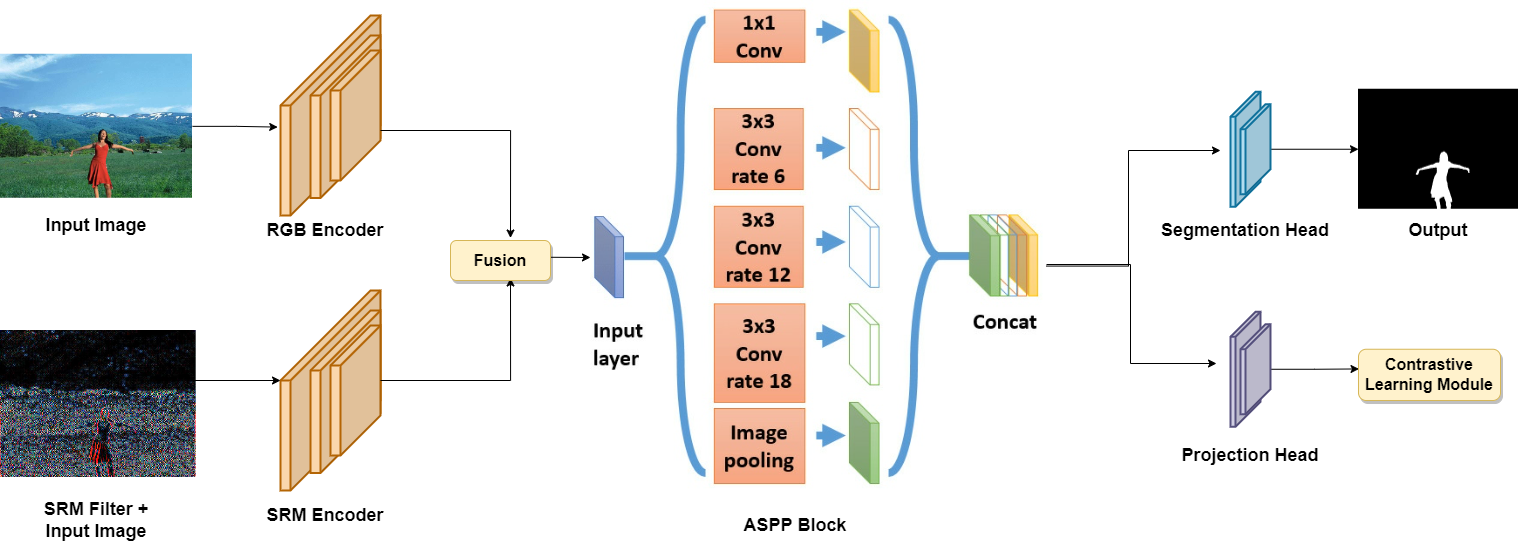 Input Image
RGB Encoder
SRM Filter +
Input Image
SRM Encoder
Fusion
Input
layer
1x1
Conv
3x3
Conv
rate 6
3x3
Conv
rate 12
3x3
Conv
rate 18
Image
pooling
ASPP Block
Concat
Segmentation Head
Output
Projection Head
Contrastive
Learning Module